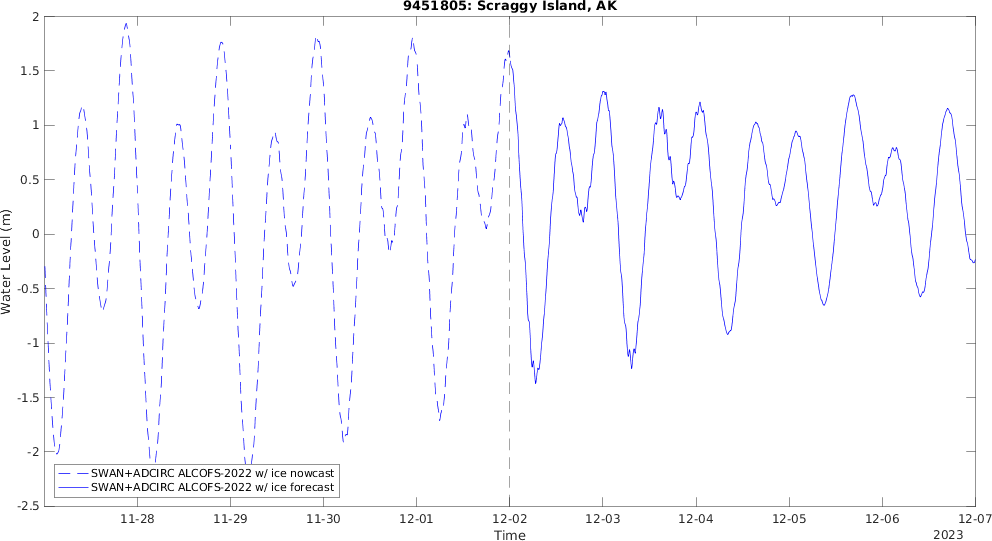 9451805: Scraggy Island, AK
Water Level (m)
2
1.5
1
0.5
0
-0.5
-1
-1.5
-2
-2.5
SWAN+ADCIRC ALCOFS-2022 w/ ice nowcast
SWAN+ADCIRC ALCOFS-2022 w/ ice forecast
11-28 11-29 11-30 12-01 12-02 12-03 12-04 12-05 12-06 12-07
Time
2023